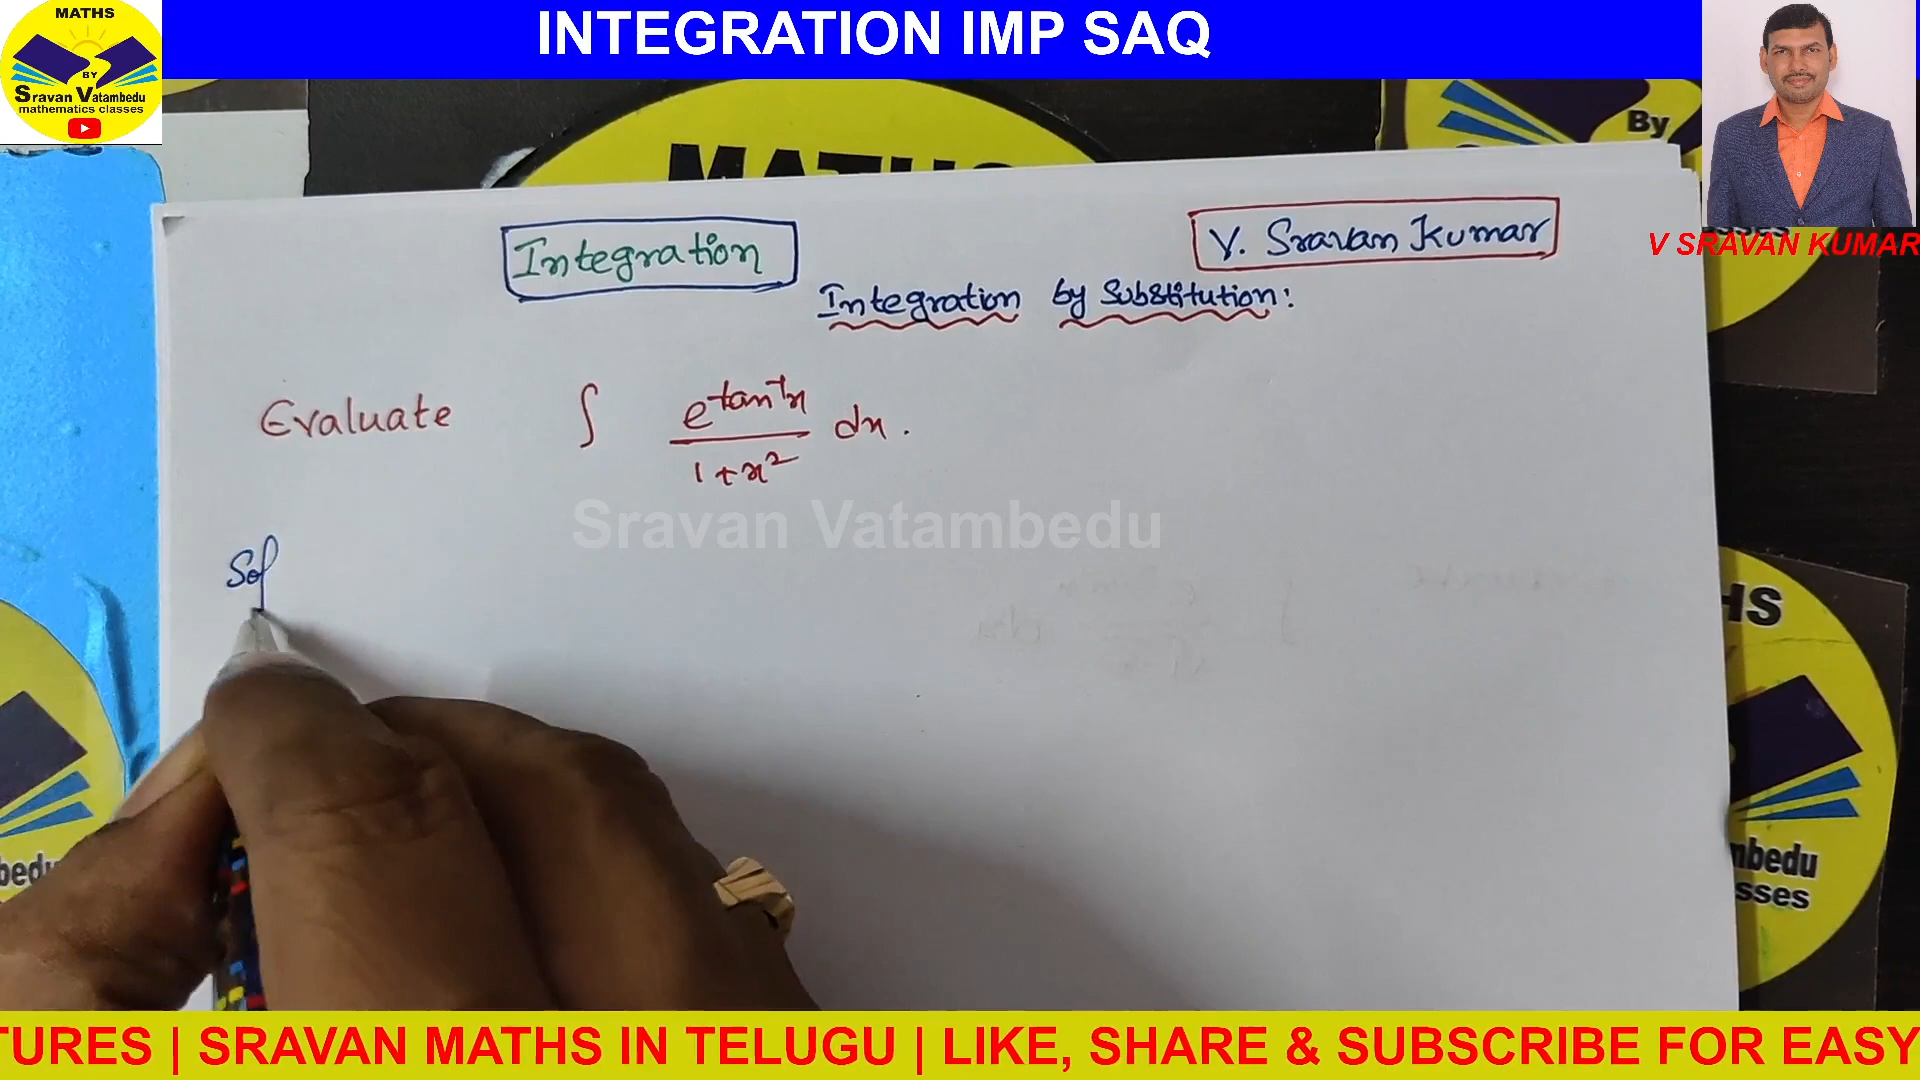 MATHS
BY
Sravan Vatambedu
mathematics classes
INTEGRATION IMP SAQ
MATHS
By
V SRAVAN KUMAR
Integration
V. Sravan Kumar
Integration by Substitution:
Evaluate ∫ e^{tan⁻¹x} / 1+x² dx.
Sravan Vatambedu
Sol
HS
bedu
mbedu
sses
TURES | SRAVAN MATHS IN TELUGU | LIKE, SHARE & SUBSCRIBE FOR EASY